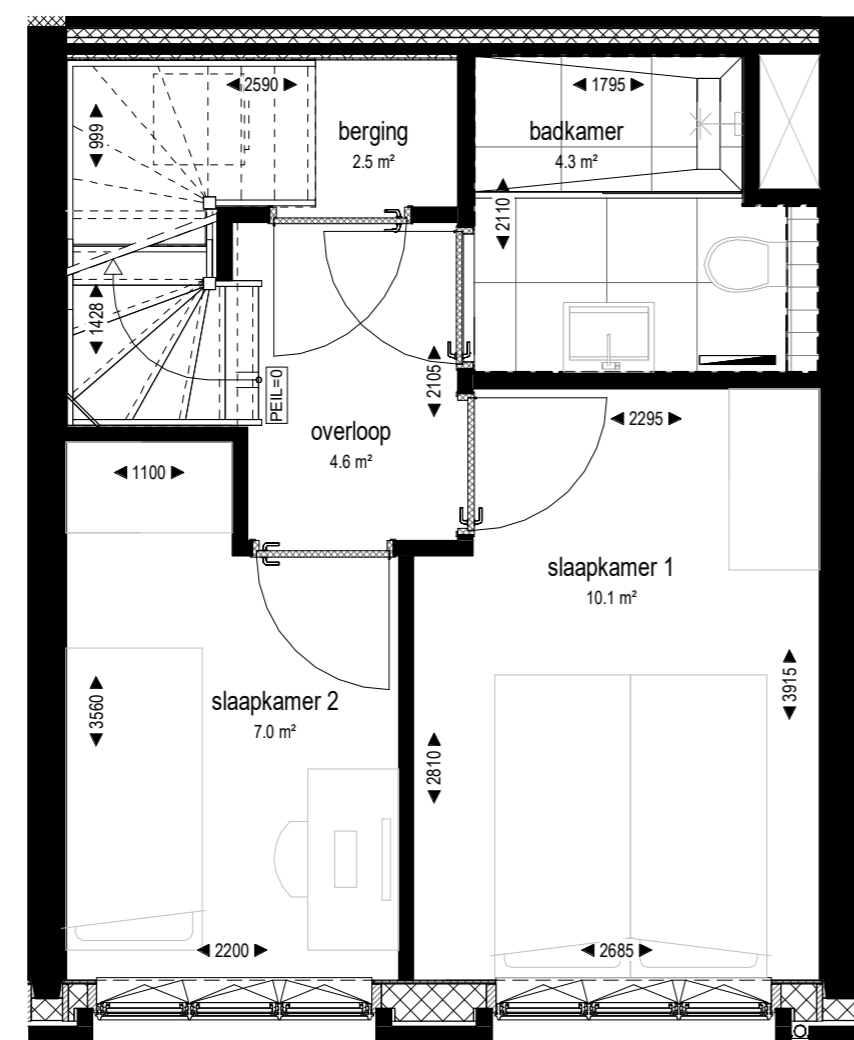 2590
1795
999
berging
2.5 m²
badkamer
4.3 m²
2110
1428
PEIL=0
2105
overloop
4.6 m²
2295
1100
slaapkamer 1
10.1 m²
3560
slaapkamer 2
7.0 m²
3915
2810
2200
2685